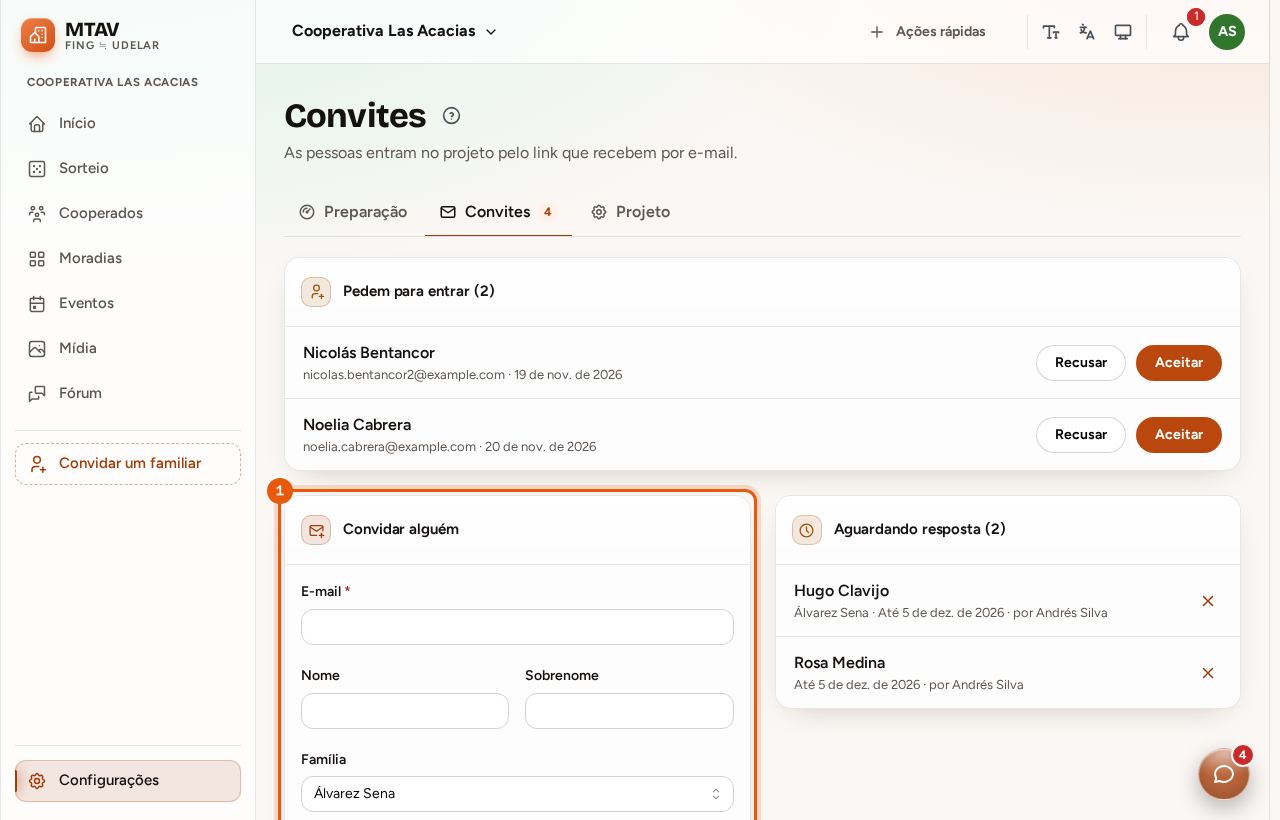 MTAV
FING ≒ UDELAR
COOPERATIVA LAS ACACIAS
Início
Sorteio
Cooperados
Moradias
Eventos
Mídia
Fórum
Convidar um familiar
Configurações
Cooperativa Las Acacias
Ações rápidas
1
AS
Convites
As pessoas entram no projeto pelo link que recebem por e-mail.
Preparação
Convites 4
Projeto
Pedem para entrar (2)
Nicolás Bentancor
nicolas.bentancor2@example.com · 19 de nov. de 2026
Recusar
Aceitar
Noelia Cabrera
noelia.cabrera@example.com · 20 de nov. de 2026
Recusar
Aceitar
1
Convidar alguém
E-mail *
Nome
Sobrenome
Família
Álvarez Sena
Aguardando resposta (2)
Hugo Clavijo
Álvarez Sena · Até 5 de dez. de 2026 · por Andrés Silva
Rosa Medina
Até 5 de dez. de 2026 · por Andrés Silva
4